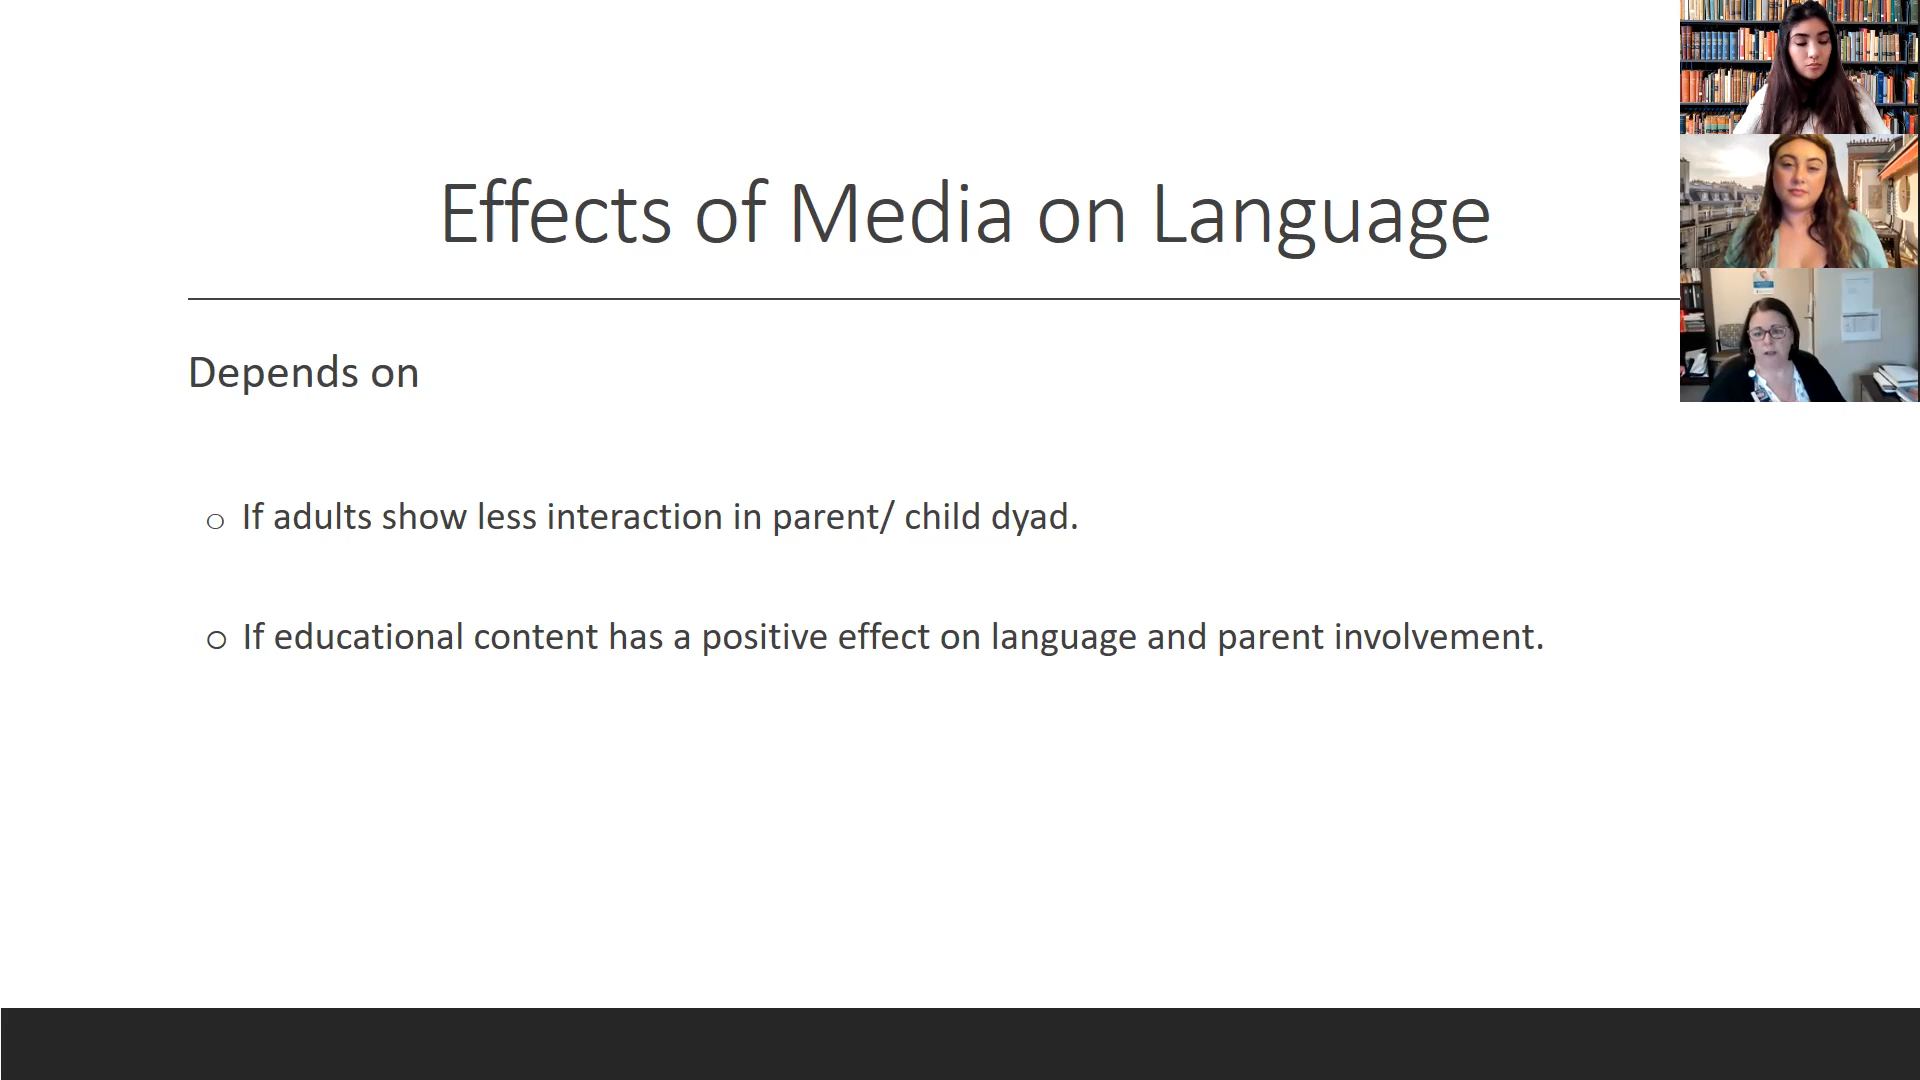 Effects of Media on Language
Depends on
o If adults show less interaction in parent/ child dyad.
o If educational content has a positive effect on language and parent involvement.